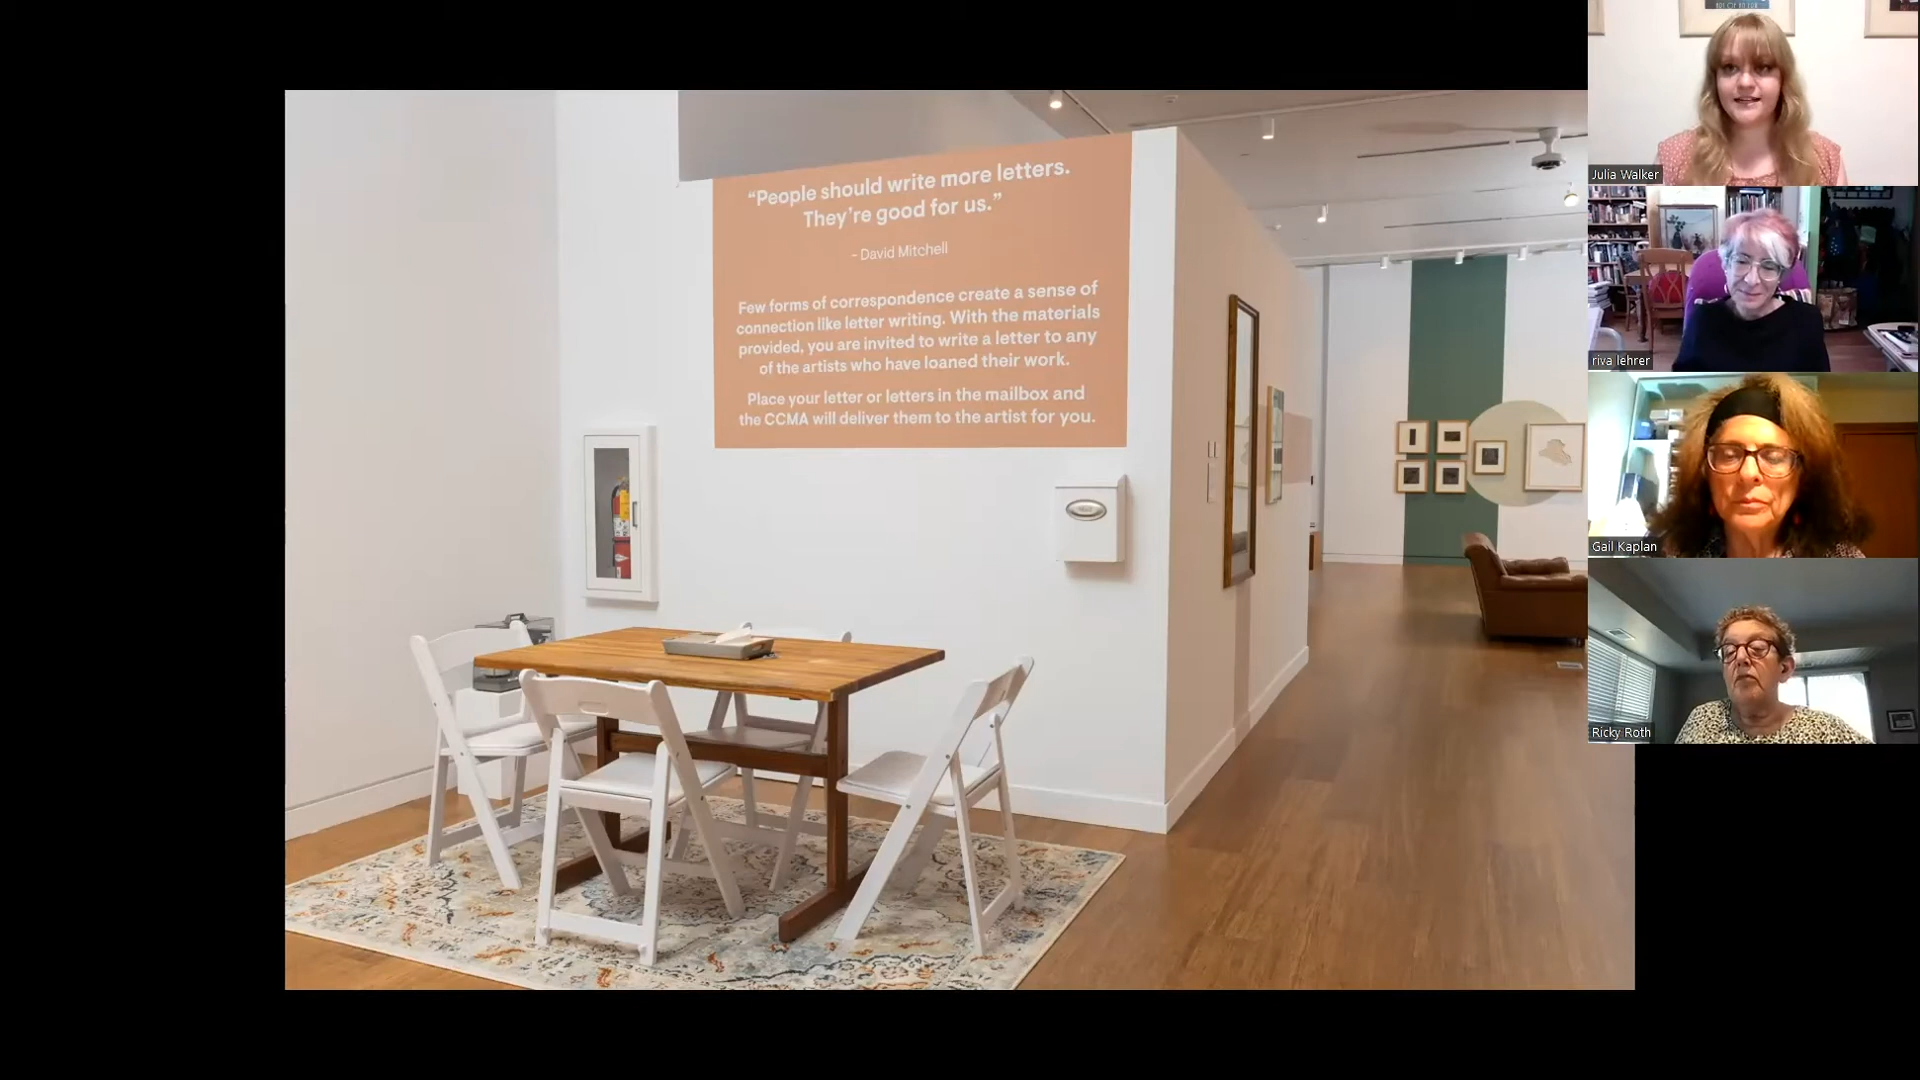 “People should write more letters.
They’re good for us.”
- David Mitchell
Few forms of correspondence create a sense of
connection like letter writing. With the materials
provided, you are invited to write a letter to any
of the artists who have loaned their work.
Place your letter or letters in the mailbox and
the CCMA will deliver them to the artist for you.
Julia Walker
riva lehrer
Gail Kaplan
Ricky Roth